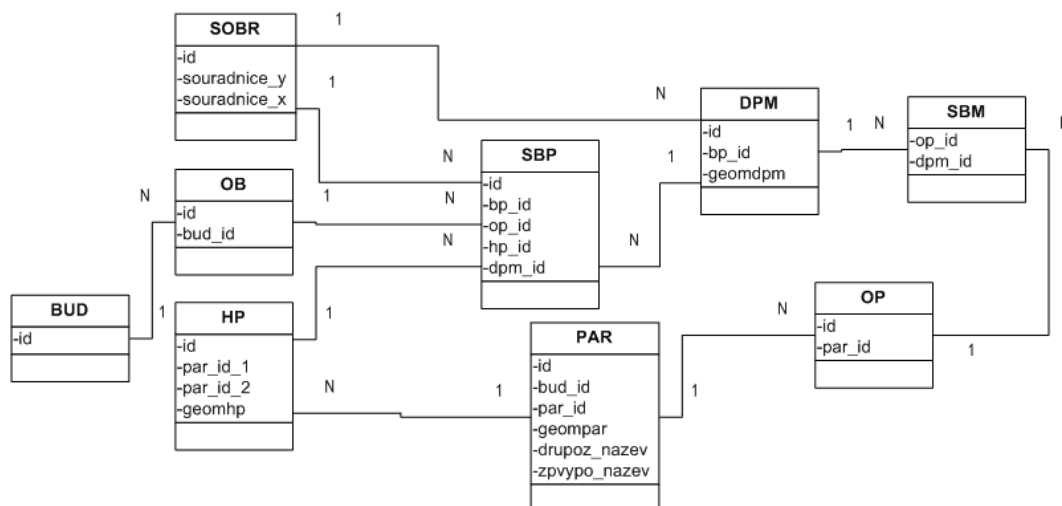 SOBR
-id
-souradnice_y
-souradnice_x
1
1
N
DPM
-id
-bp_id
-geomdpm
1
N
SBM
-op_id
-dpm_id
N
SBP
-id
-bp_id
-op_id
-hp_id
-dpm_id
N
N
N
N
1
OB
-id
-bud_id
N
1
BUD
-id
1
HP
-id
-par_id_1
-par_id_2
-geomhp
1
N
PAR
-id
-bud_id
-par_id
-geompar
-drupoz_nazev
-zpvypo_nazev
1
1
OP
-id
-par_id
N
1